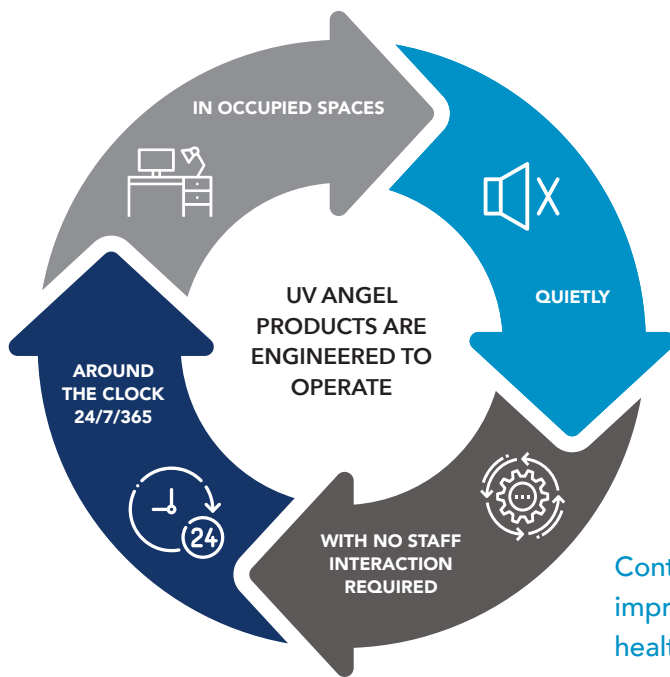 IN OCCUPIED SPACES
QUIETLY
UV ANGEL
PRODUCTS ARE
ENGINEERED TO
OPERATE
AROUND
THE CLOCK
24/7/365
24
WITH NO STAFF
INTERACTION
REQUIRED